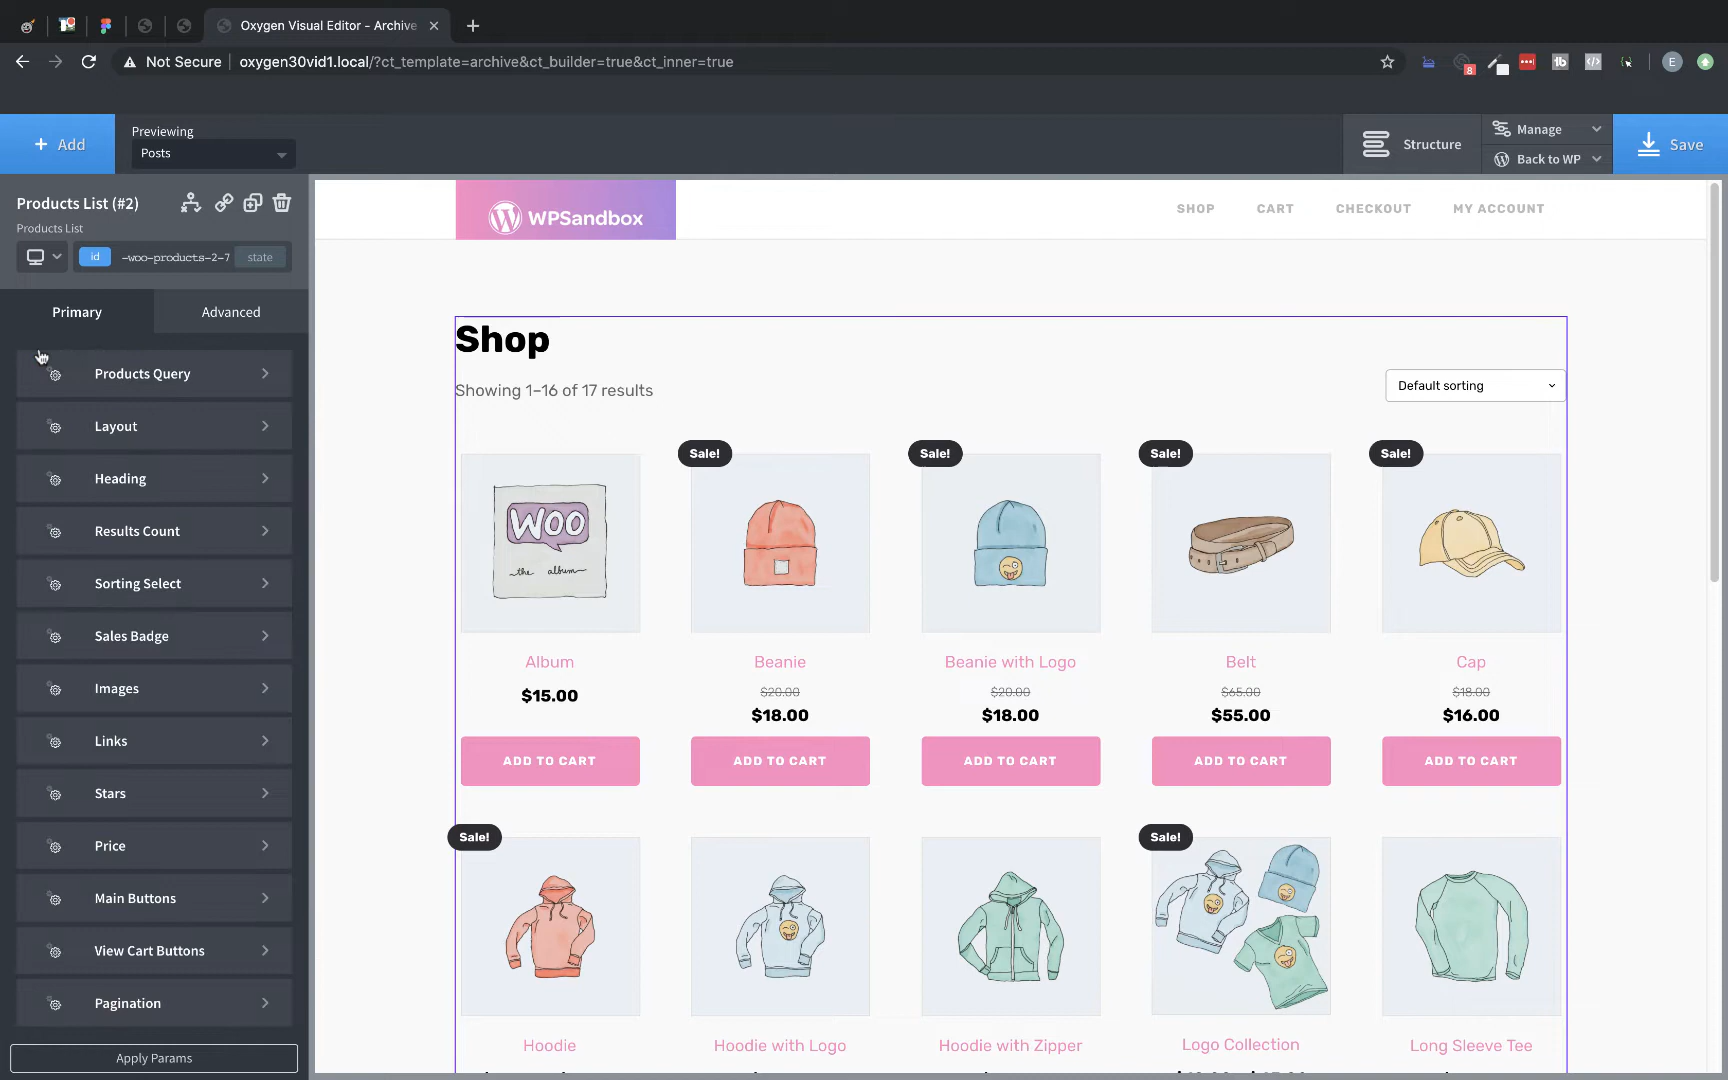 Oxygen Visual Editor - Archive
Not Secure
oxygen30vid1.local/?ct_template=archive&ct_builder=true&ct_inner=true
8
1b
</>
E
+ Add
Previewing
Posts
Structure
Manage
Back to WP
Save
Products List (#2)
Products List
id
-woo-products-2-7
state
Primary
Advanced
Products Query
Layout
Heading
Results Count
Sorting Select
Sales Badge
Images
Links
Stars
Price
Main Buttons
View Cart Buttons
Pagination
Apply Params
WPSandbox
SHOP
CART
CHECKOUT
MY ACCOUNT
Shop
Showing 1–16 of 17 results
Default sorting
Sale!
Sale!
Sale!
Sale!
WOO
the album
Album
Beanie
Beanie with Logo
Belt
Cap
$15.00
$20.00
$18.00
$20.00
$18.00
$65.00
$55.00
$18.00
$16.00
ADD TO CART
ADD TO CART
ADD TO CART
ADD TO CART
ADD TO CART
Sale!
Sale!
Hoodie
Hoodie with Logo
Hoodie with Zipper
Logo Collection
Long Sleeve Tee